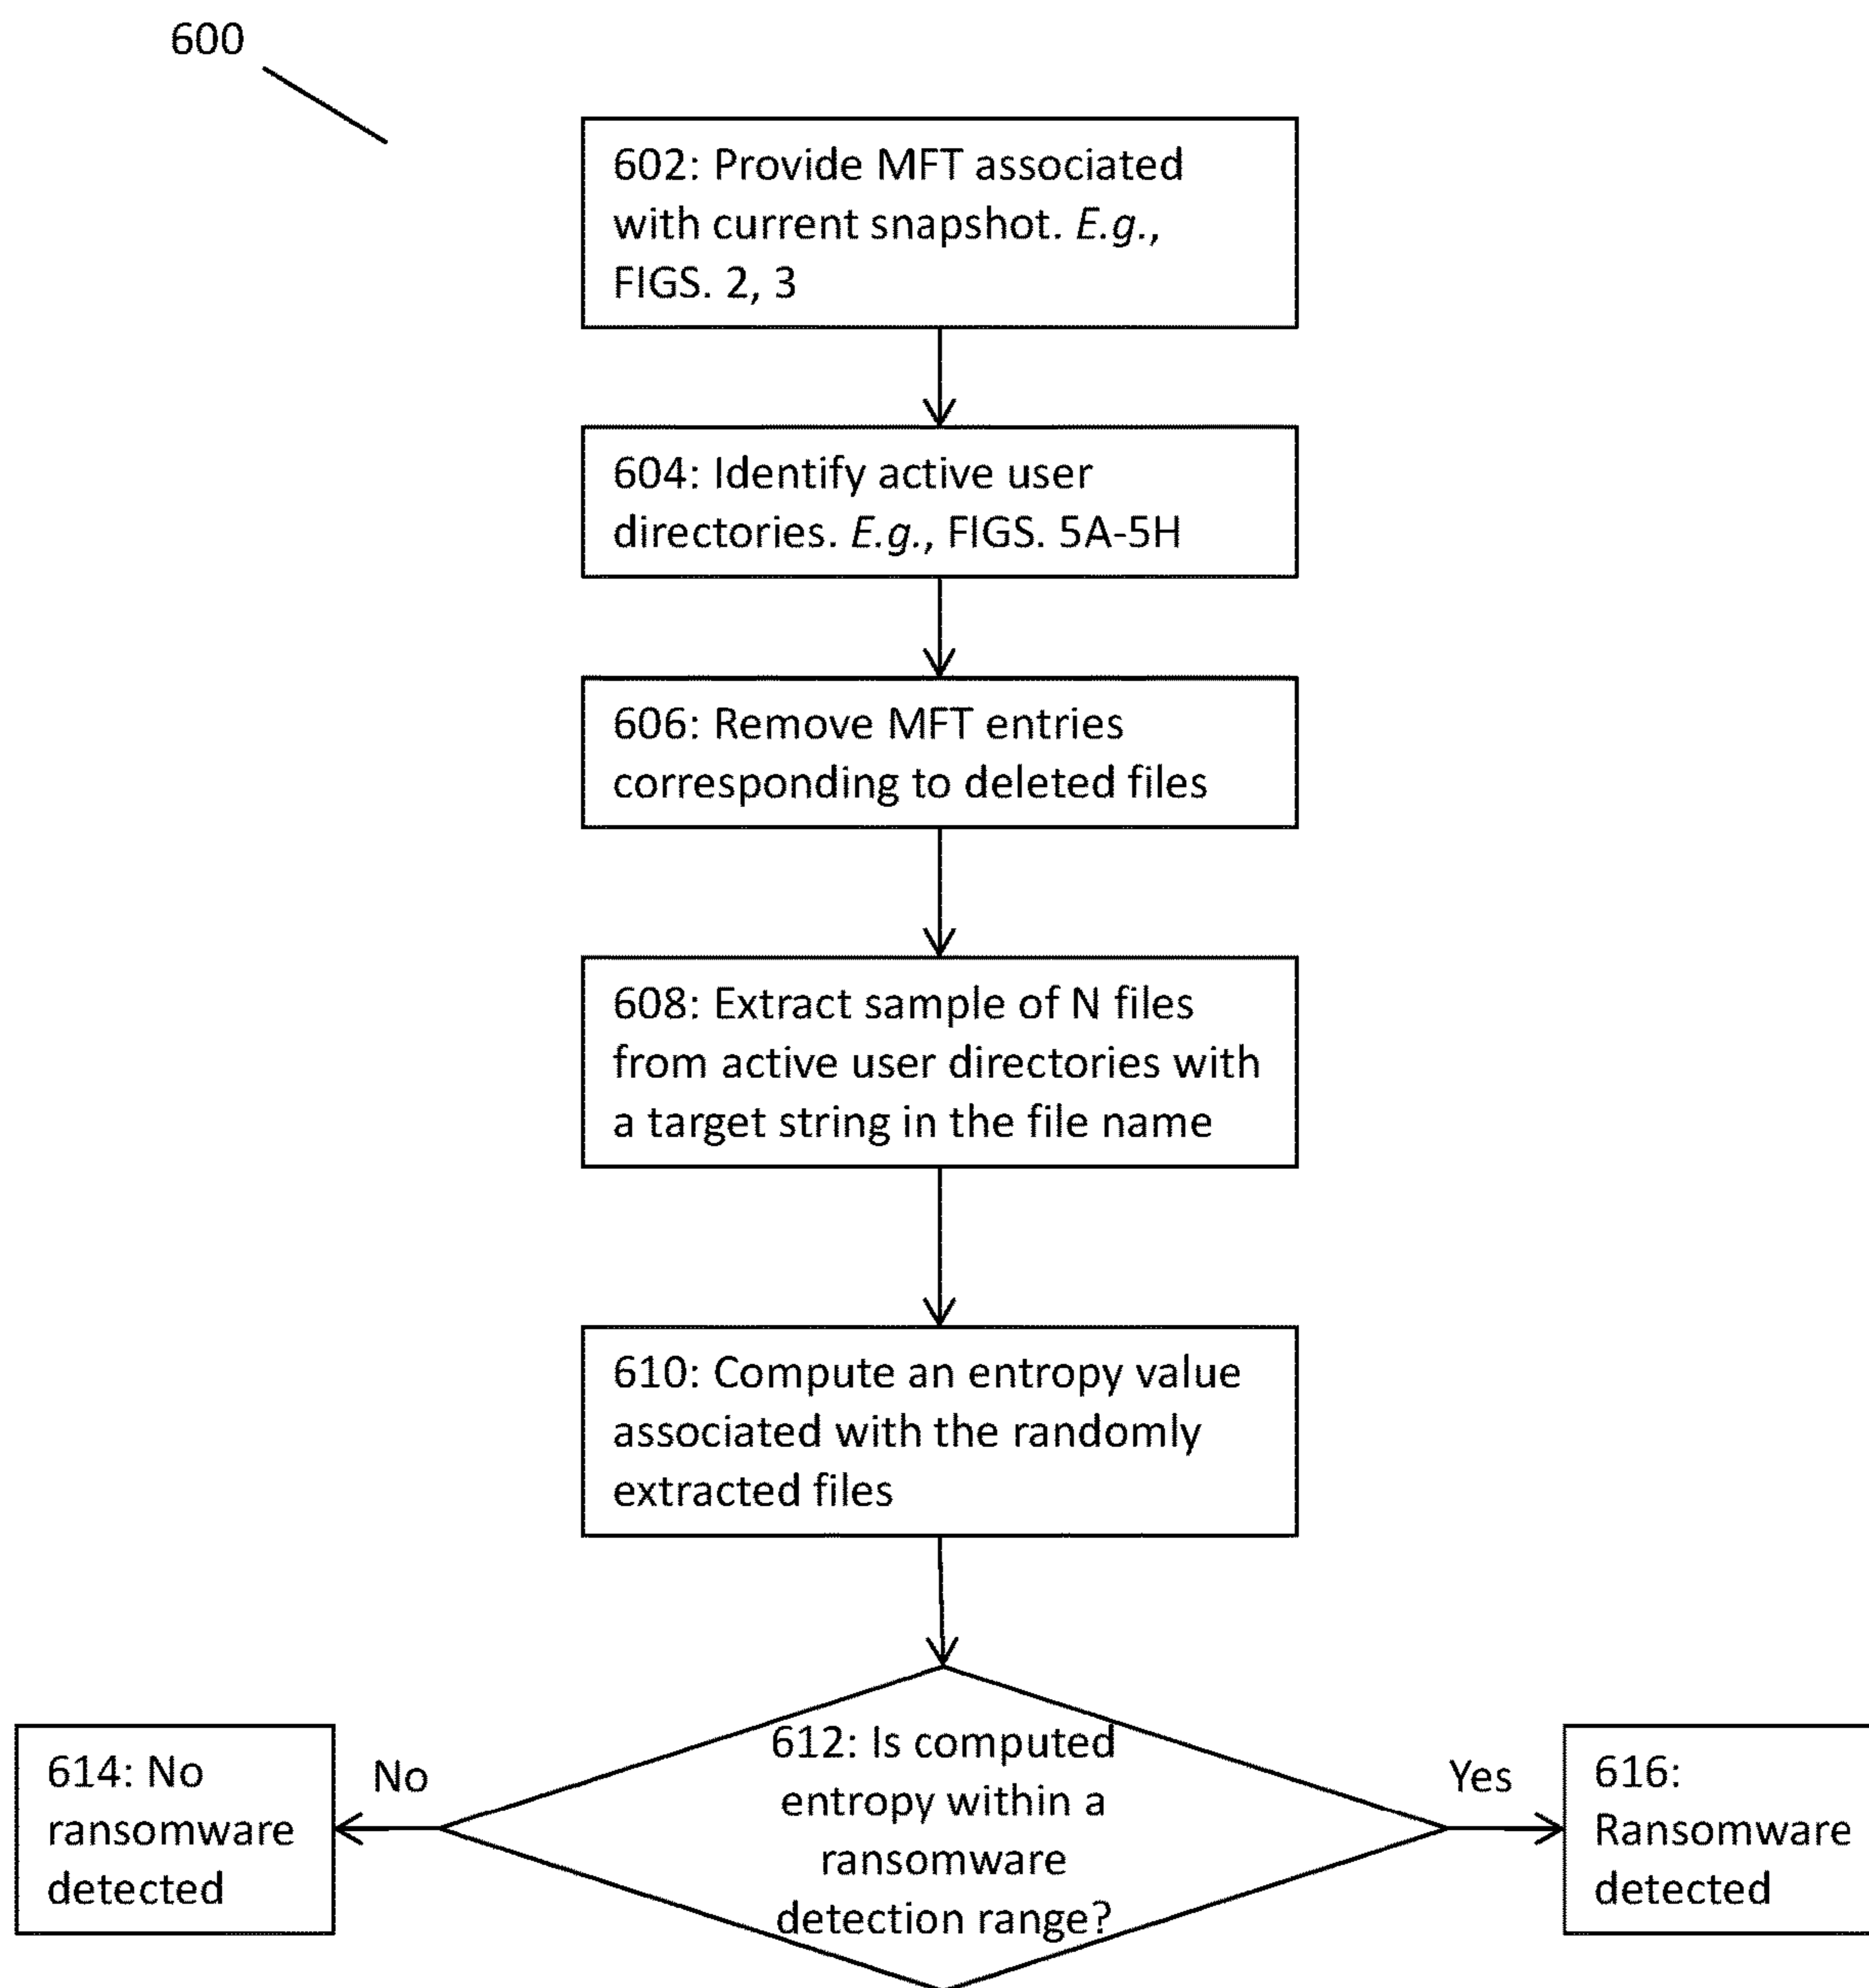 600
602: Provide MFT associated
with current snapshot. E.g.,
FIGS. 2, 3
604: Identify active user
directories. E.g., FIGS. 5A-5H
606: Remove MFT entries
corresponding to deleted files
608: Extract sample of N files
from active user directories with
a target string in the file name
610: Compute an entropy value
associated with the randomly
extracted files
612: Is computed
entropy within a
ransomware
detection range?
No
614: No
ransomware
detected
Yes
616:
Ransomware
detected